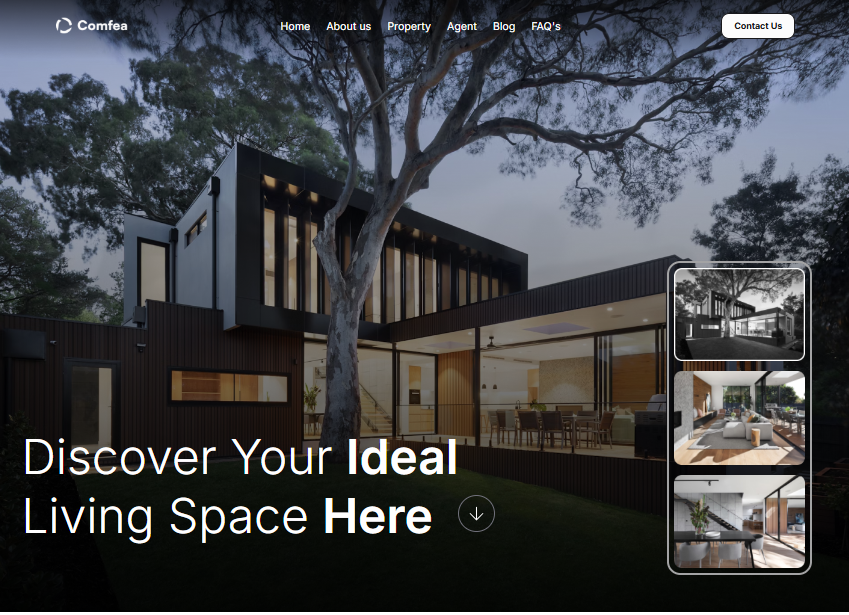 Comfea
Home About us Property Agent Blog FAQ's
Contact Us
Discover Your Ideal
Living Space Here